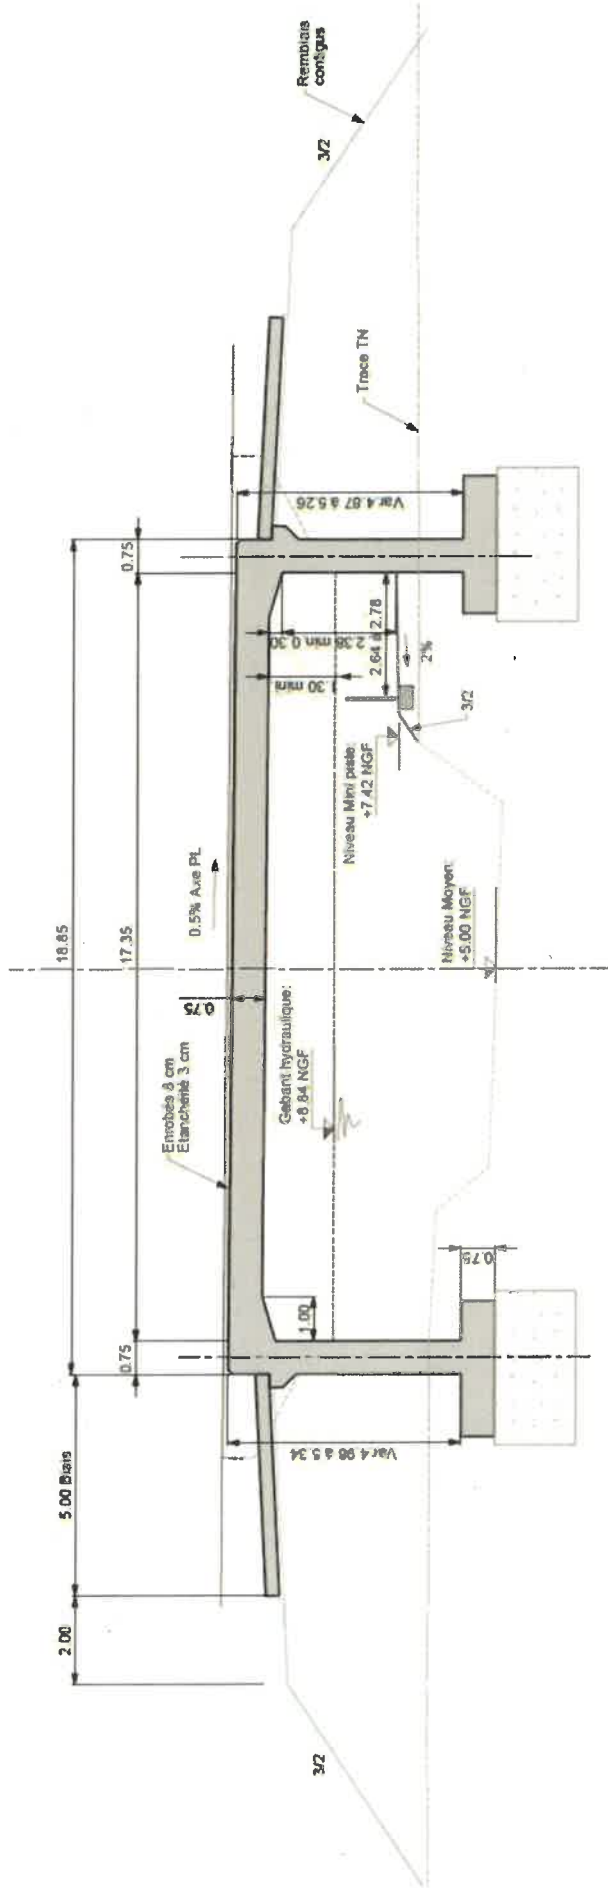 18.85
17.35
0.75
0.75
5.00 Biais
2.00
Enrobés 8 cm
Etanchéité 3 cm
0.5% Axe PL
0.75
Remblais
contigus
3/2
3/2
Trace TN
Var 4.98 à 5.34
Var 4.87 à 5.26
1.00
0.75
Gabarit hydraulique:
+8.84 NGF
1.30 mini
2.38 min 0.30
2.64 à 2.78
2%
3/2
Niveau Mini piste:
+7.42 NGF
Niveau Moyen:
+5.00 NGF